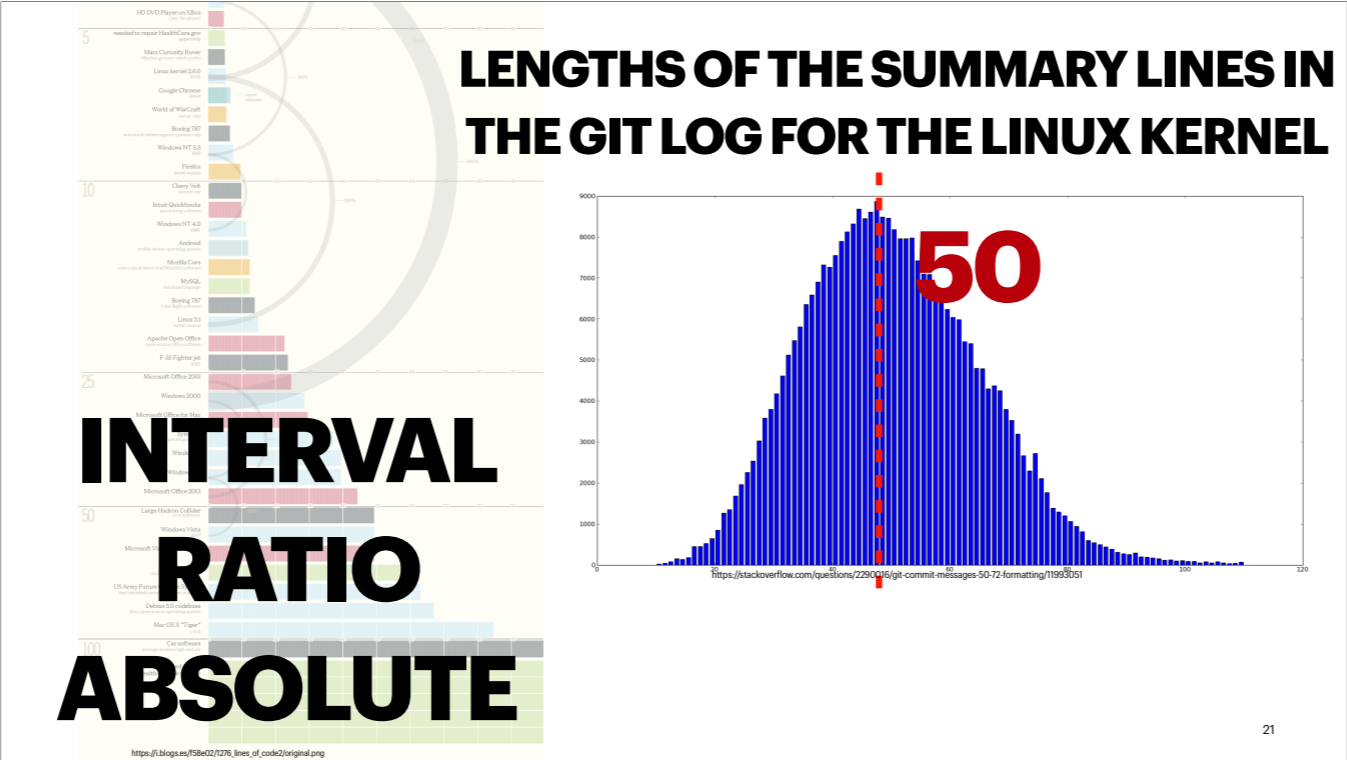 LENGTHS OF THE SUMMARY LINES IN
THE GIT LOG FOR THE LINUX KERNEL
50
9000
8000
7000
6000
5000
4000
3000
2000
1000
0
0 20 40 60 80 100 120
https://stackoverflow.com/questions/2290016/git-commit-messages-50-72-formatting/11993051
HD DVD Player on XBox
5
needed to repair HealthCare.gov
apparently
Mars Curiosity Rover
Linux kernel 2.6.0
Google Chrome
World of WarCraft
Boeing 787
Windows NT 3.5
Firefox
10
Chevy Volt
Intuit Quickbooks
Windows NT 4.0
Android
Mozilla Core
MySQL
Boeing 787
Linux 3.1
Apache Open Office
F-35 Fighter jet
25
Microsoft Office 2001
Windows 2000
Microsoft Office for Mac
Microsoft Office 2013
50
Large Hadron Collider
Windows Vista
US Army Future
Debian 5.0 codebase
Mac OS X "Tiger"
100
Car software
INTERVAL
RATIO
ABSOLUTE
https://i.blogs.es/f58e02/1276_lines_of_code2/original.png
21